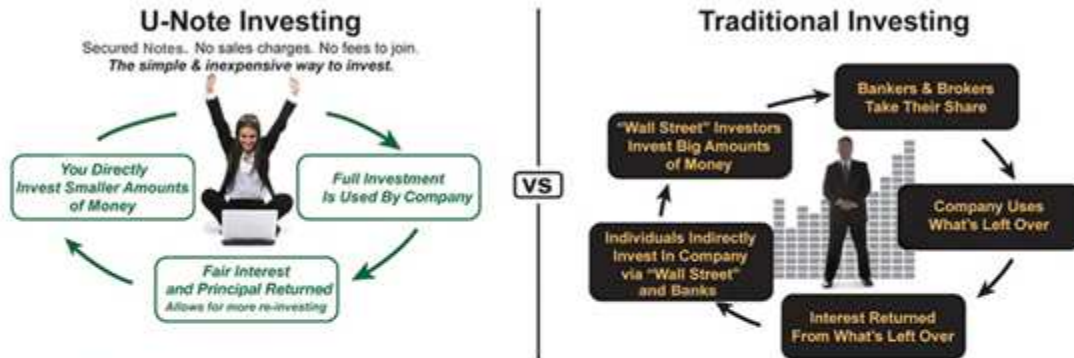 U-Note Investing
Secured Notes. No sales charges. No fees to join.
The simple & inexpensive way to invest.
You Directly
Invest Smaller Amounts
of Money
Full Investment
Is Used By Company
Fair Interest
and Principal Returned
Allows for more re-investing
VS
Traditional Investing
Bankers & Brokers
Take Their Share
"Wall Street" Investors
Invest Big Amounts
of Money
Company Uses
What's Left Over
Individuals Indirectly
Invest In Company
via "Wall Street"
and Banks
Interest Returned
From What's Left Over